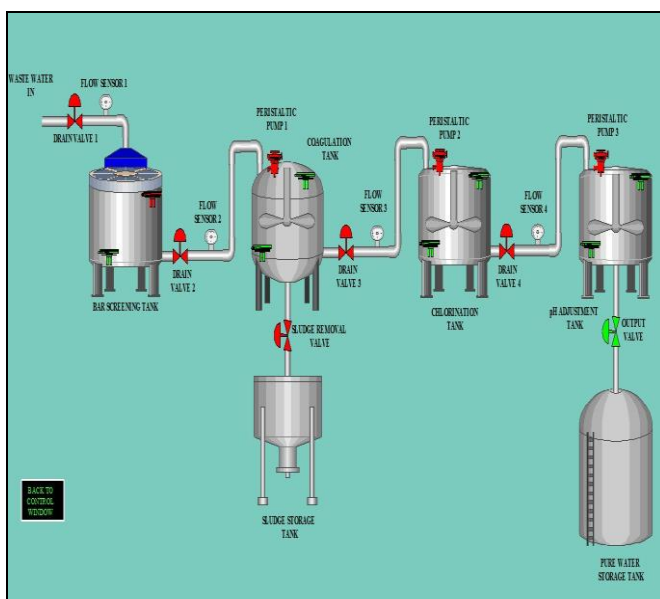 WASTE WATER
IN
FLOW SENSOR 1
DRAIN VALVE 1
PERISTALTIC
PUMP 1
COAGULATION
TANK
PERISTALTIC
PUMP 2
PERISTALTIC
PUMP 3
FLOW
SENSOR 2
FLOW
SENSOR 3
FLOW
SENSOR 4
DRAIN
VALVE 2
DRAIN
VALVE 3
DRAIN
VALVE 4
BAR SCREENING TANK
CHLORINATION
TANK
pH ADJUSTMENT
TANK
SLUDGE REMOVAL
VALVE
OUTPUT
VALVE
BACK TO
CONTROL
WINDOW
SLUDGE STORAGE
TANK
PURE WATER
STORAGE TANK